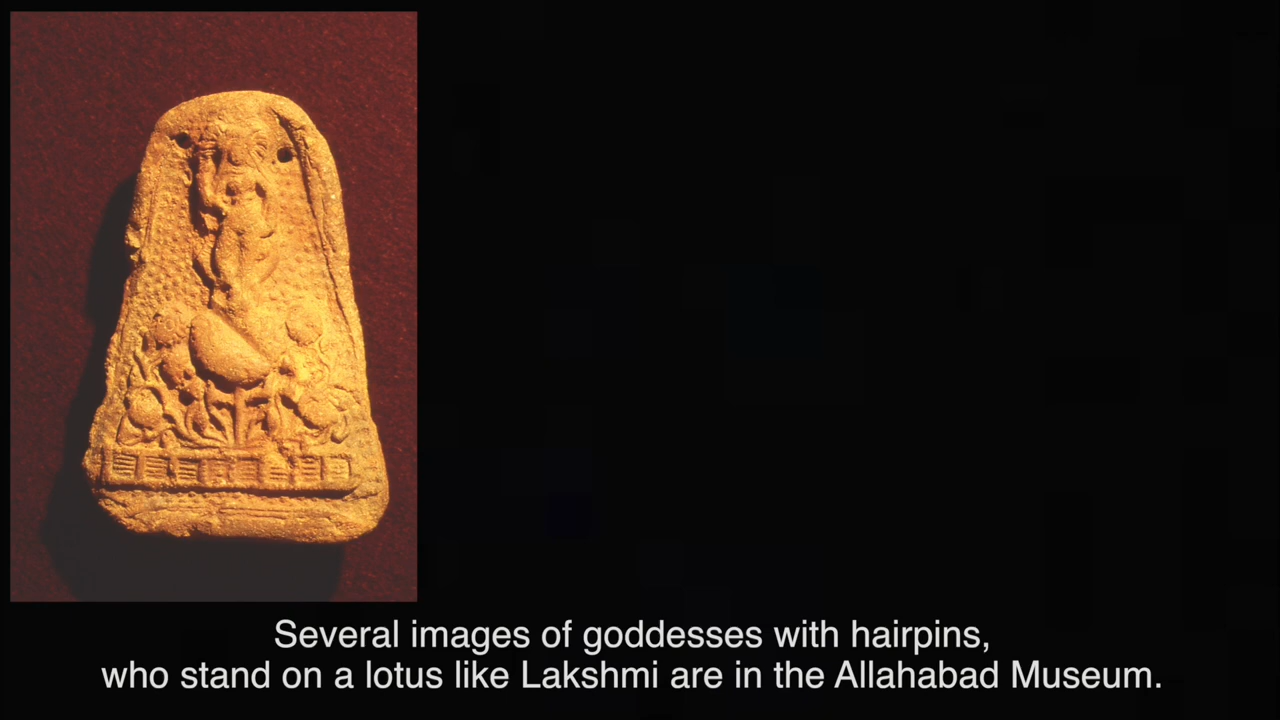 Several images of goddesses with hairpins,
who stand on a lotus like Lakshmi are in the Allahabad Museum.